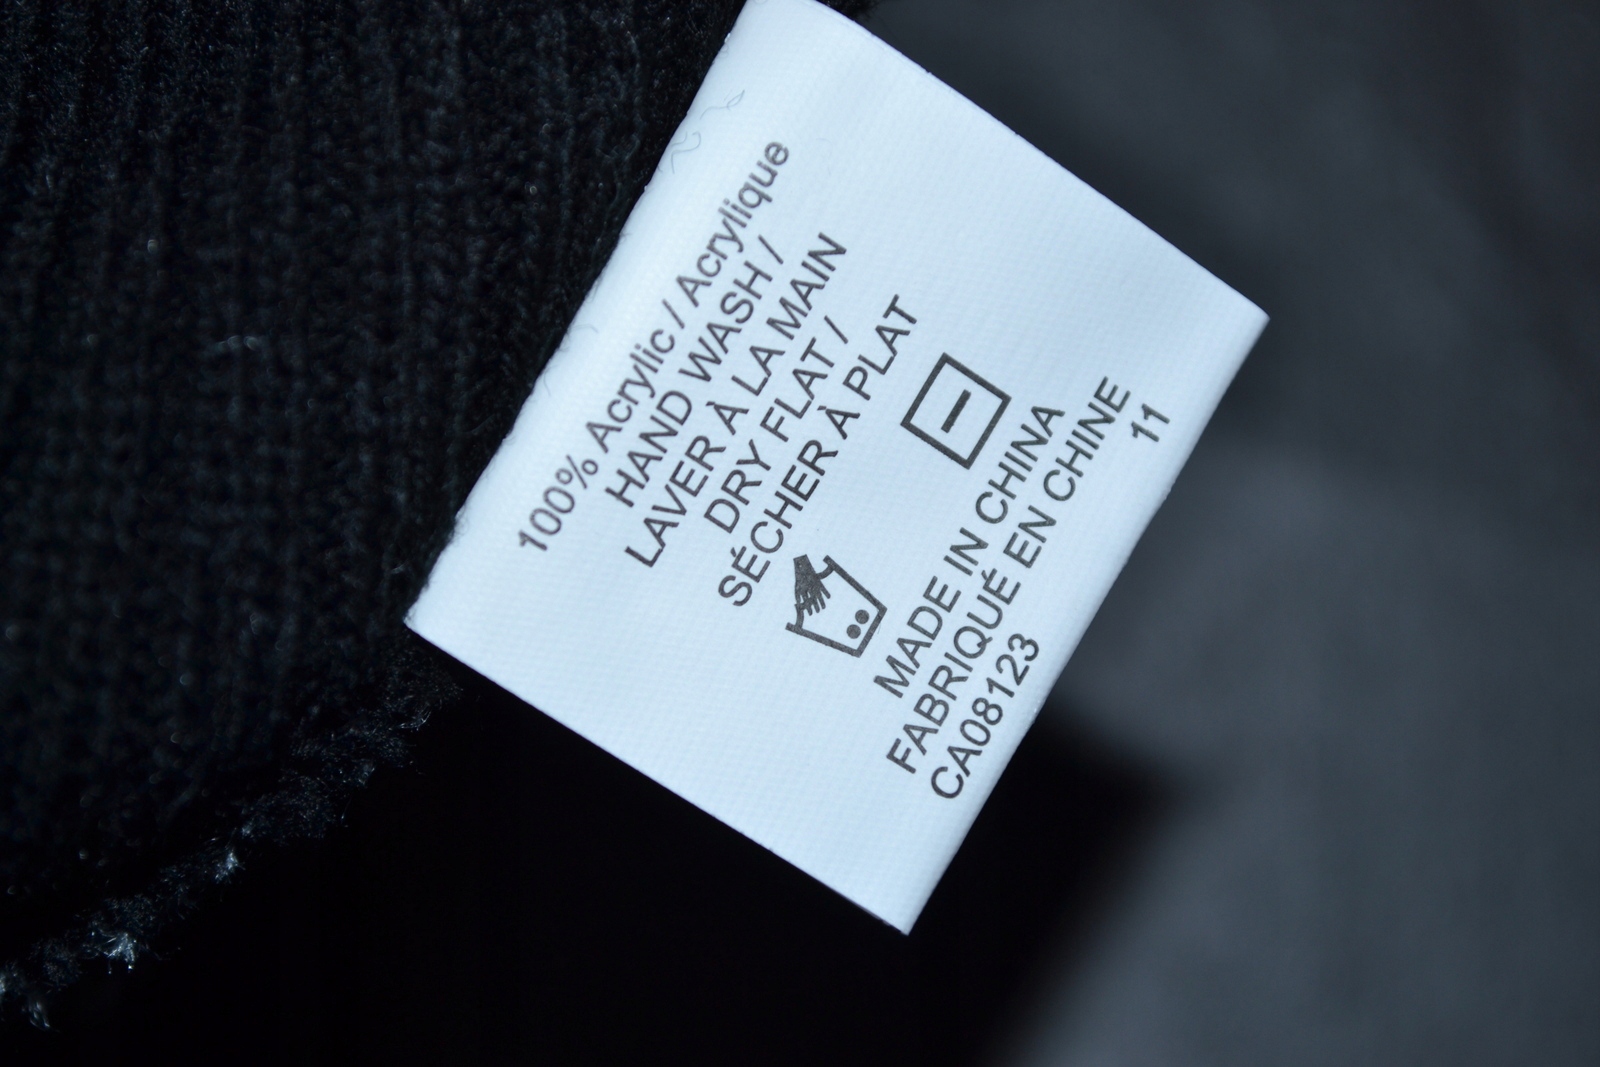 100% Acrylic / Acrylique
HAND WASH /
LAVER À LA MAIN
DRY FLAT /
SÉCHER À PLAT
MADE IN CHINA
FABRIQUÉ EN CHINE
CA08123 11